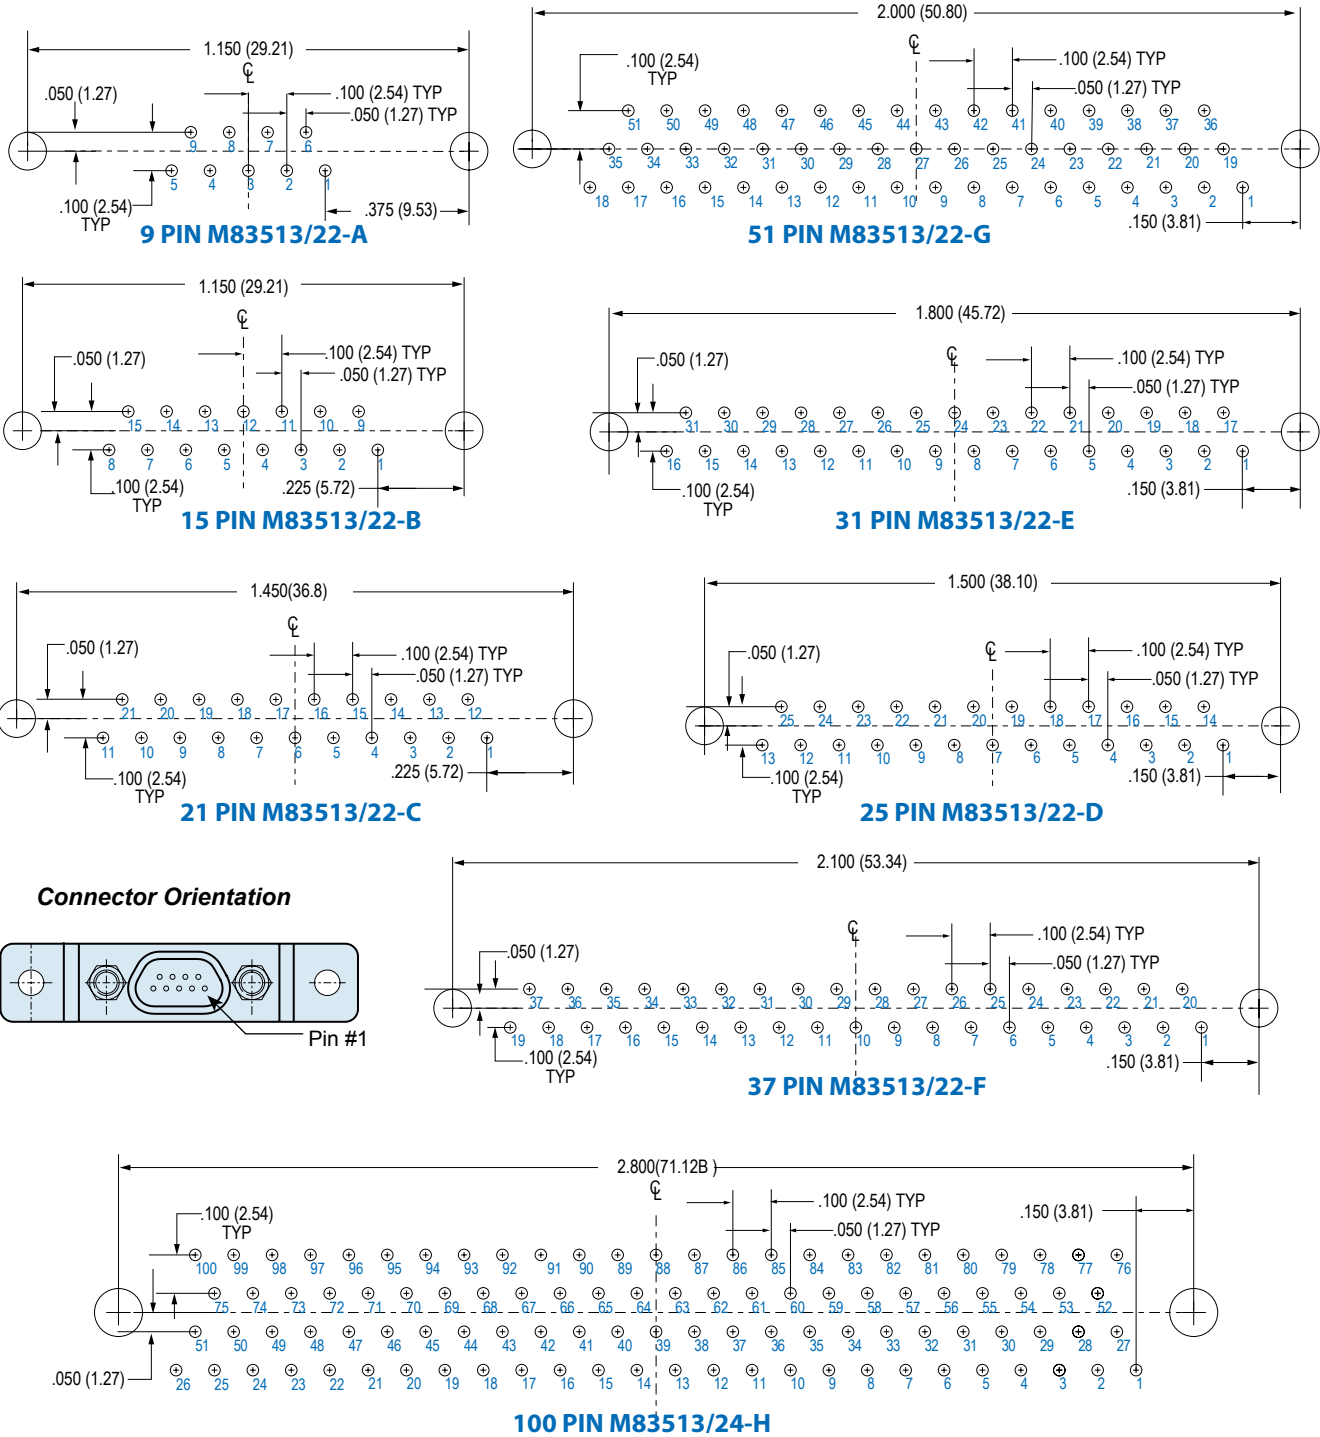 1.150 (29.21)
℄
.050 (1.27)
.100 (2.54) TYP
.050 (1.27) TYP
9 8 7 6
5 4 3 2 1
.100 (2.54)
TYP
.375 (9.53)
9 PIN M83513/22-A
2.000 (50.80)
℄
.100 (2.54)
TYP
.100 (2.54) TYP
.050 (1.27) TYP
51 50 49 48 47 46 45 44 43 42 41 40 39 38 37 36
35 34 33 32 31 30 29 28 27 26 25 24 23 22 21 20 19
18 17 16 15 14 13 12 11 10 9 8 7 6 5 4 3 2 1
.150 (3.81)
51 PIN M83513/22-G
1.150 (29.21)
℄
.050 (1.27)
.100 (2.54) TYP
.050 (1.27) TYP
15 14 13 12 11 10 9
8 7 6 5 4 3 2 1
.100 (2.54)
TYP
.225 (5.72)
15 PIN M83513/22-B
1.800 (45.72)
℄
.050 (1.27)
.100 (2.54) TYP
.050 (1.27) TYP
31 30 29 28 27 26 25 24 23 22 21 20 19 18 17
16 15 14 13 12 11 10 9 8 7 6 5 4 3 2 1
.100 (2.54)
TYP
.150 (3.81)
31 PIN M83513/22-E
1.450(36.8)
℄
.050 (1.27)
.100 (2.54) TYP
.050 (1.27) TYP
21 20 19 18 17 16 15 14 13 12
11 10 9 8 7 6 5 4 3 2 1
.100 (2.54)
TYP
.225 (5.72)
21 PIN M83513/22-C
1.500 (38.10)
℄
.050 (1.27)
.100 (2.54) TYP
.050 (1.27) TYP
25 24 23 22 21 20 19 18 17 16 15 14
13 12 11 10 9 8 7 6 5 4 3 2 1
.100 (2.54)
TYP
.150 (3.81)
25 PIN M83513/22-D
Connector Orientation
Pin #1
2.100 (53.34)
℄
.050 (1.27)
.100 (2.54) TYP
.050 (1.27) TYP
37 36 35 34 33 32 31 30 29 28 27 26 25 24 23 22 21 20
19 18 17 16 15 14 13 12 11 10 9 8 7 6 5 4 3 2 1
.100 (2.54)
TYP
.150 (3.81)
37 PIN M83513/22-F
2.800(71.12B )
℄
.100 (2.54)
TYP
.100 (2.54) TYP
.050 (1.27) TYP
.150 (3.81)
100 99 98 97 96 95 94 93 92 91 90 89 88 87 86 85 84 83 82 81 80 79 78 77 76
75 74 73 72 71 70 69 68 67 66 65 64 63 62 61 60 59 58 57 56 55 54 53 52
51 50 49 48 47 46 45 44 43 42 41 40 39 38 37 36 35 34 33 32 31 30 29 28 27
26 25 24 23 22 21 20 19 18 17 16 15 14 13 12 11 10 9 8 7 6 5 4 3 2 1
.050 (1.27)
100 PIN M83513/24-H